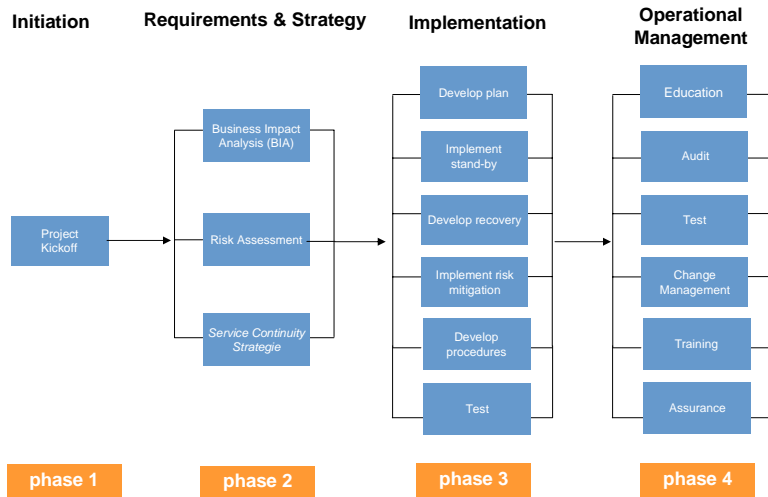 Initiation
Requirements & Strategy
Implementation
Operational
Management
Project
Kickoff
Business Impact
Analysis (BIA)
Risk Assessment
Service Continuity
Strategie
Develop plan
Implement
stand-by
Develop recovery
Implement risk
mitigation
Develop
procedures
Test
Education
Audit
Test
Change
Management
Training
Assurance
phase 1
phase 2
phase 3
phase 4